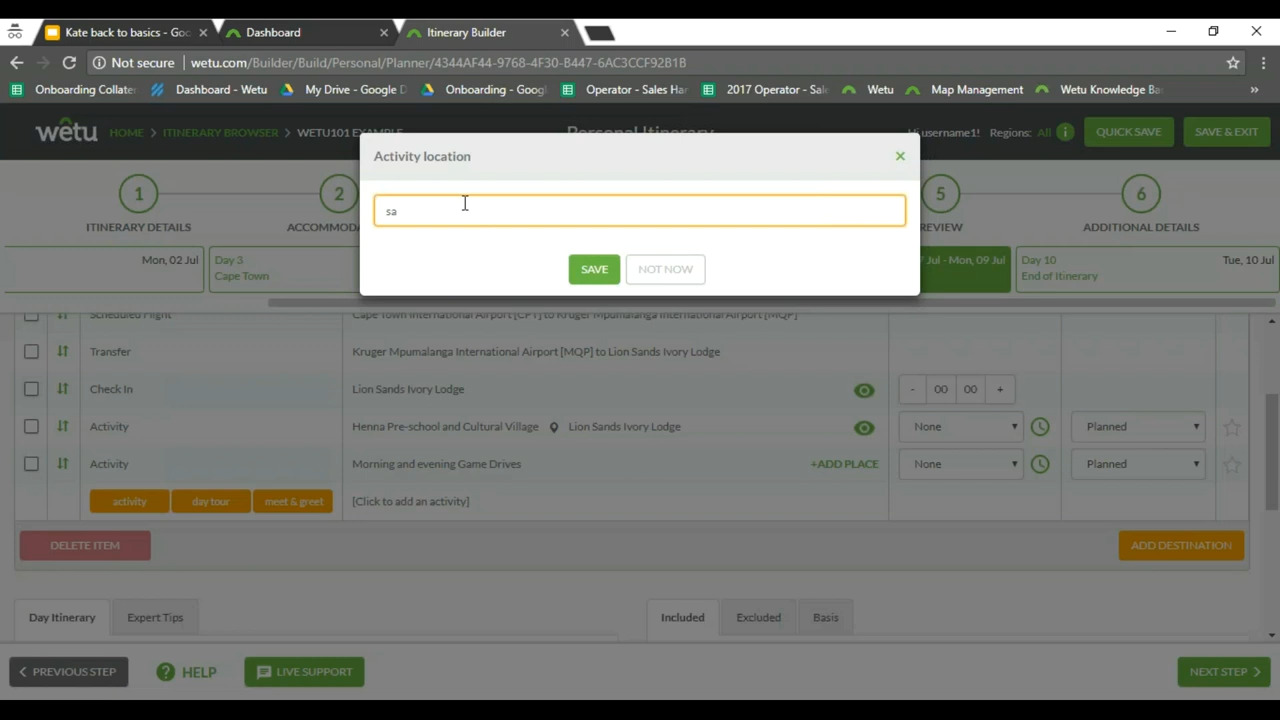 Kate back to basics - Goo
Dashboard
Itinerary Builder
Not secure wetu.com/Builder/Build/Personal/Planner/4344AF44-9768-4F30-B447-6AC3CCF92B1B
Onboarding Collater Dashboard - Wetu My Drive - Google D Onboarding - Googl Operator - Sales Har 2017 Operator - Sale Wetu Map Management Wetu Knowledge Ba »
wetu HOME > ITINERARY BROWSER > WETU101 EXAMPLE Personal Itinerary Hi username1! Regions: All QUICK SAVE SAVE & EXIT
Activity location
sa
SAVE NOT NOW
1 2 5 6
ITINERARY DETAILS ACCOMMODA REVIEW ADDITIONAL DETAILS
Mon, 02 Jul Day 3 Jul - Mon, 09 Jul Day 10 Tue, 10 Jul
Cape Town End of Itinerary
Scheduled Flight Cape Town International Airport [CPT] to Kruger Mpumalanga International Airport [MQP]
Transfer Kruger Mpumalanga International Airport [MQP] to Lion Sands Ivory Lodge
Check In Lion Sands Ivory Lodge - 00 00 +
Activity Henna Pre-school and Cultural Village Lion Sands Ivory Lodge None Planned
Activity Morning and evening Game Drives +ADD PLACE None Planned
activity day tour meet & greet [Click to add an activity]
DELETE ITEM ADD DESTINATION
Day Itinerary Expert Tips Included Excluded Basis
PREVIOUS STEP HELP LIVE SUPPORT NEXT STEP